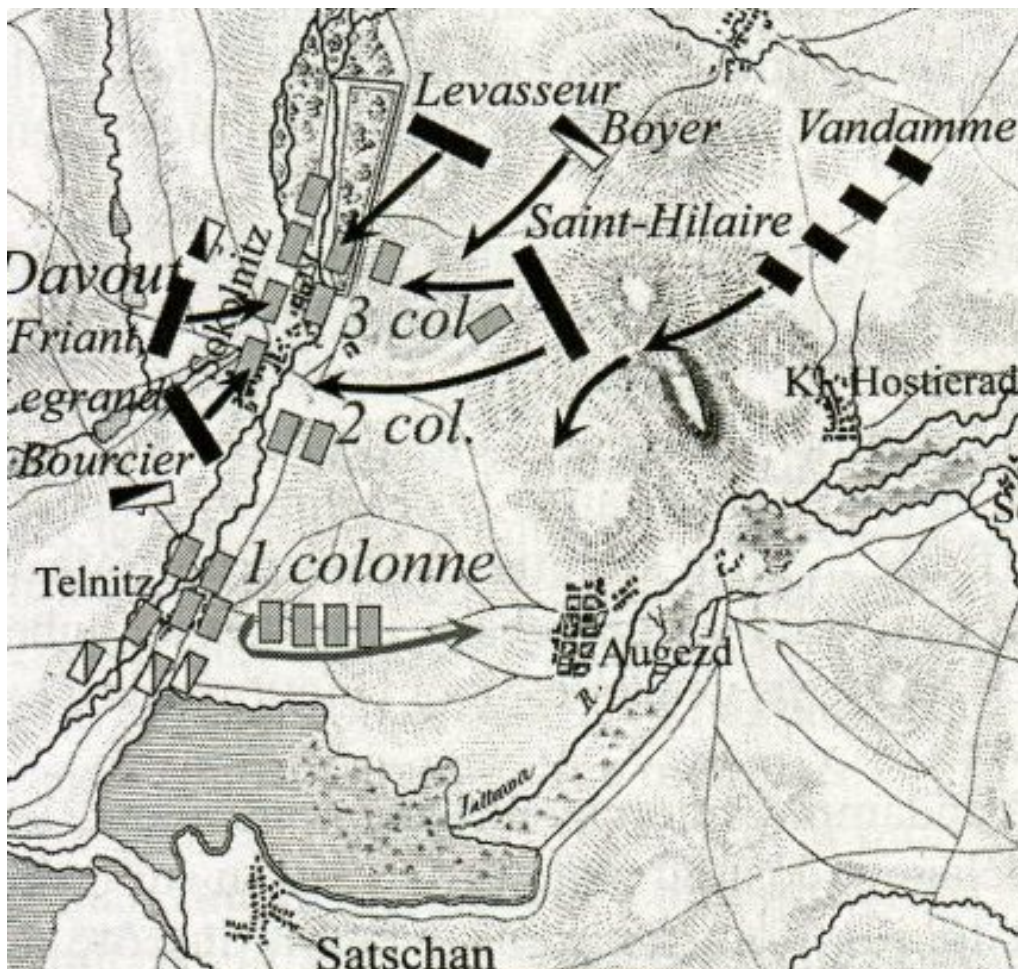 Levasseur
Boyer
Vandamme
Saint-Hilaire
Davout
Friant
Sokolnitz
3 col.
Legrand
Kl. Hostierad
2 col.
Bourcier
1 colonne
Telnitz
Augezd
R.
Littawa
Satschan